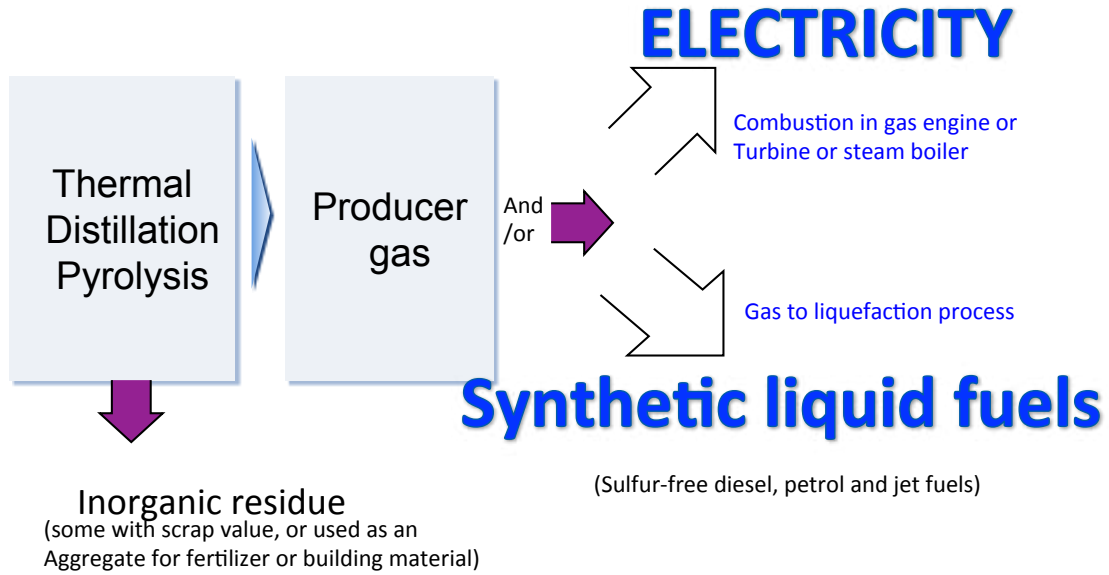 ELECTRICITY
Combustion in gas engine or
Turbine or steam boiler
Thermal
Distillation
Pyrolysis
Producer
gas
And
/or
Gas to liquefaction process
Synthetic liquid fuels
(Sulfur-free diesel, petrol and jet fuels)
Inorganic residue
(some with scrap value, or used as an
Aggregate for fertilizer or building material)